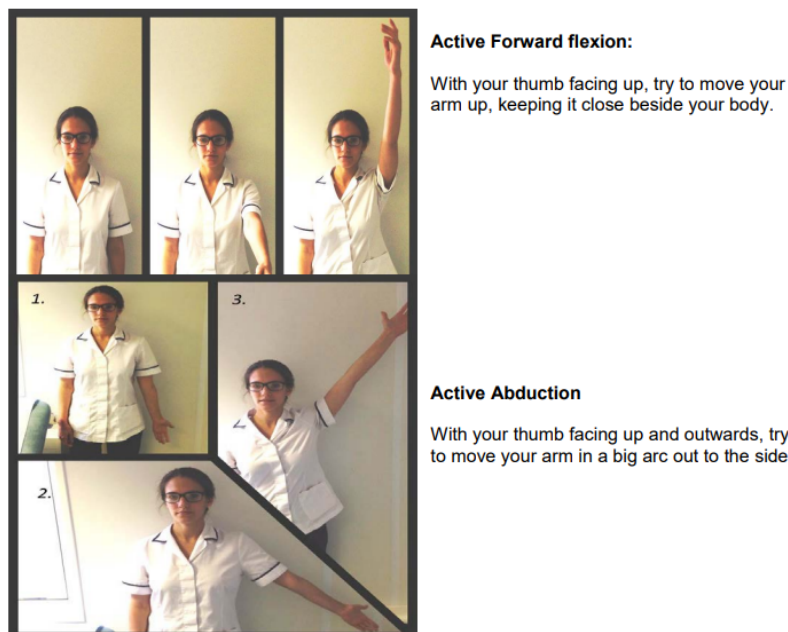 Active Forward flexion:
With your thumb facing up, try to move your
arm up, keeping it close beside your body.
1.
3.
2.
Active Abduction
With your thumb facing up and outwards, try
to move your arm in a big arc out to the side